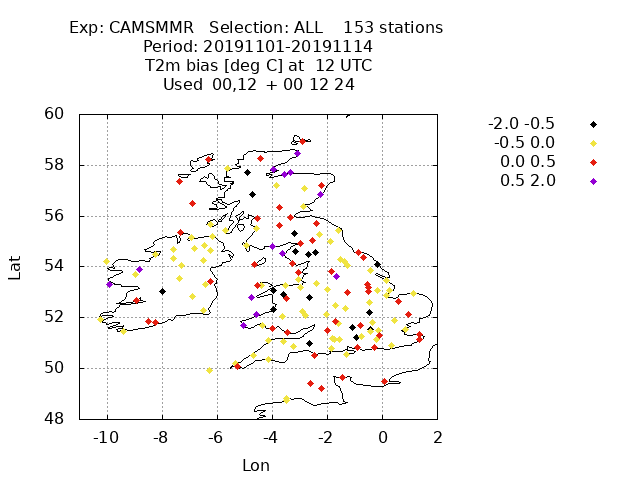 Exp: CAMSMMR Selection: ALL 153 stations
Period: 20191101-20191114
T2m bias [deg C] at 12 UTC
Used 00,12 + 00 12 24
-2.0 -0.5
-0.5 0.0
0.0 0.5
0.5 2.0
60
58
56
54
52
50
48
Lat
-10 -8 -6 -4 -2 0 2
Lon